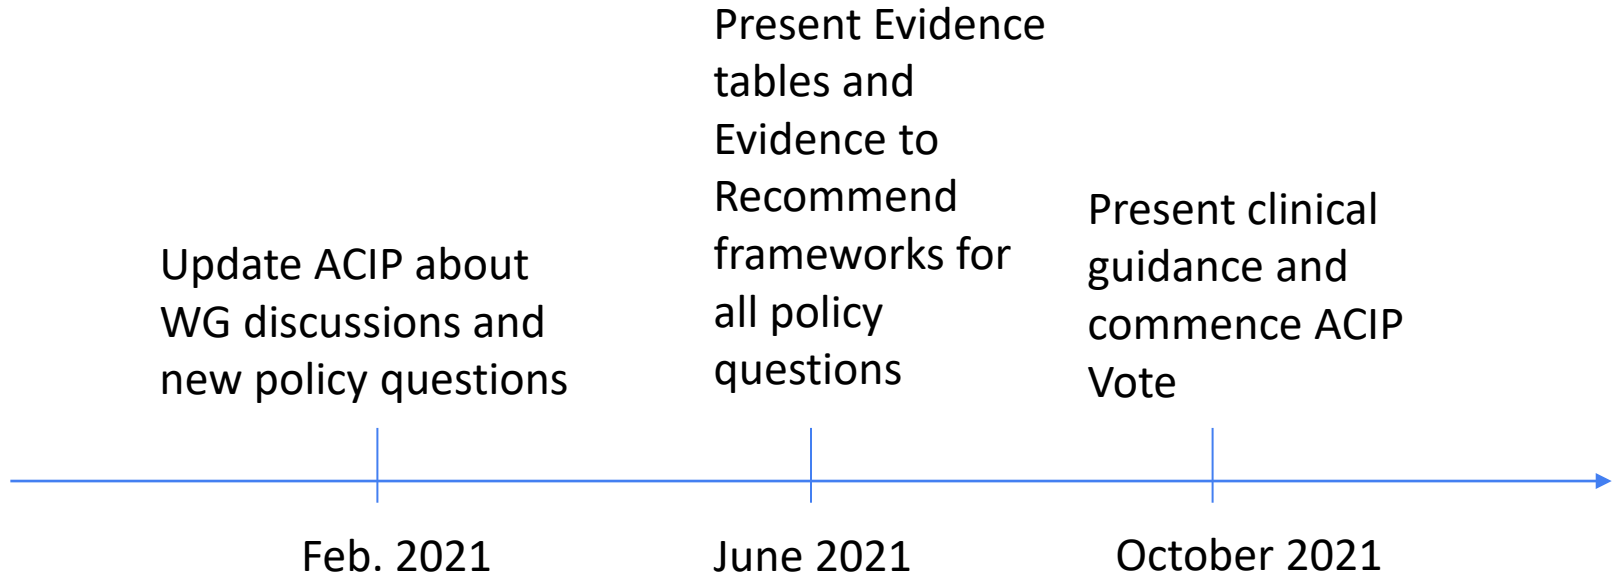 Update ACIP about
WG discussions and
new policy questions
Present Evidence
tables and
Evidence to
Recommend
frameworks for
all policy
questions
Present clinical
guidance and
commence ACIP
Vote
Feb. 2021
June 2021
October 2021